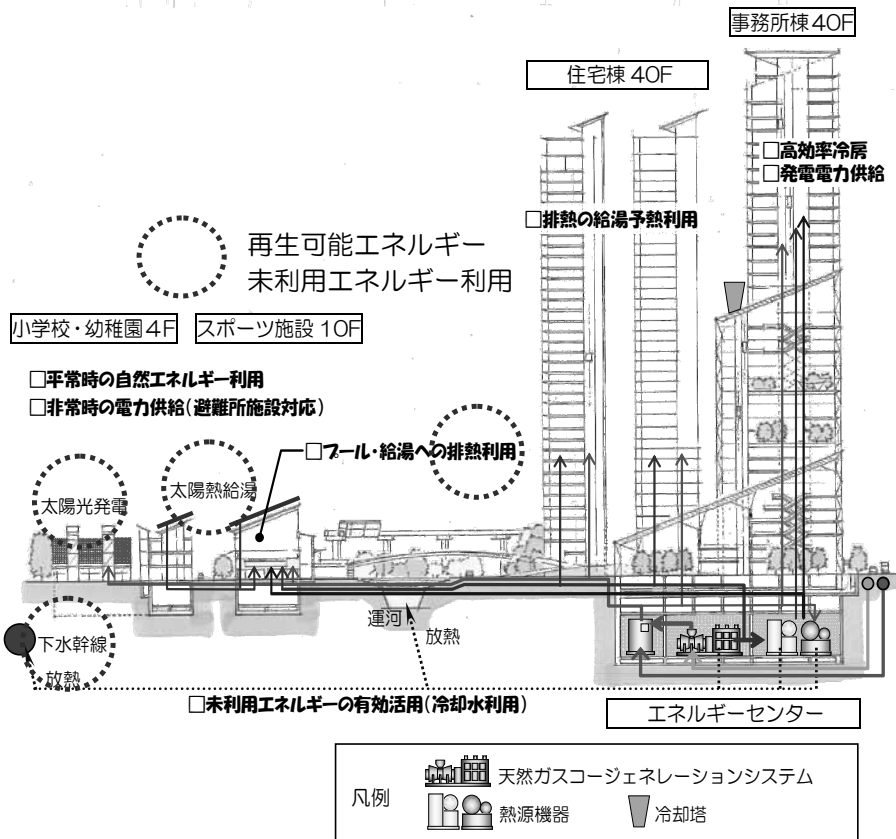 事務所棟40F
住宅棟 40F
□高効率冷房
□発電電力供給
□排熱の給湯予熱利用
再生可能エネルギー
未利用エネルギー利用
小学校・幼稚園4F
スポーツ施設 10F
□平常時の自然エネルギー利用
□非常時の電力供給(避難所施設対応)
□プール・給湯への排熱利用
太陽光発電
太陽熱給湯
運河
放熱
下水幹線
放熱
□未利用エネルギーの有効活用(冷却水利用)
エネルギーセンター
凡例
天然ガスコージェネレーションシステム
熱源機器
冷却塔